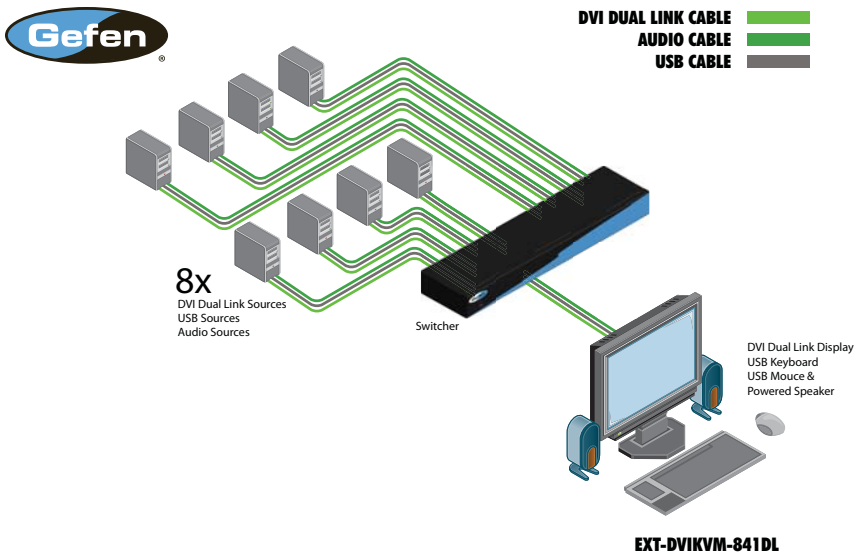 Gefen
®
DVI DUAL LINK CABLE
AUDIO CABLE
USB CABLE
8x
DVI Dual Link Sources
USB Sources
Audio Sources
Switcher
DVI Dual Link Display
USB Keyboard
USB Mouce &
Powered Speaker
EXT-DVIKVM-841DL